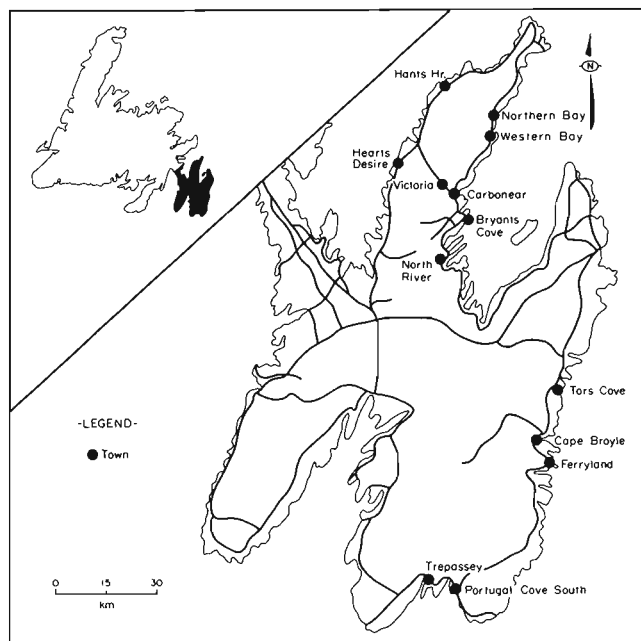 Hants Hr.
N
Northern Bay
Western Bay
Hearts
Desire
Victoria
Carbonear
Bryants
Cove
North
River
Tors Cove
-LEGEND-
Town
Cape Broyle
Ferryland
Trepassey
Portugal Cove South
0 15 30
km